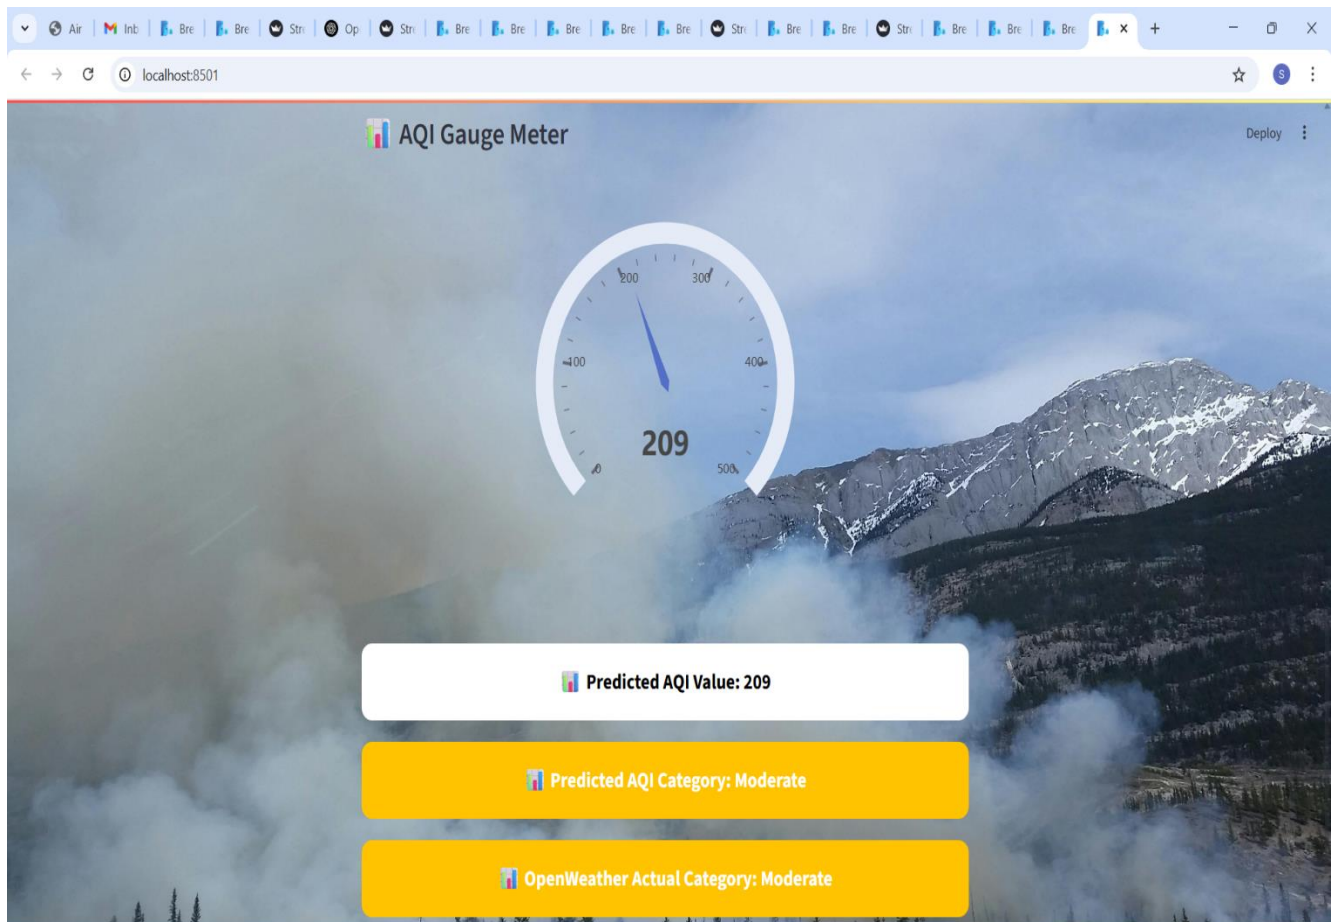 Air Inb Bre Bre Str Op Str Bre Bre Bre Bre Bre Str Bre Bre Str Bre Bre Bre
localhost:8501
S
AQI Gauge Meter
Deploy
200 300
100 400
209
0 500
Predicted AQI Value: 209
Predicted AQI Category: Moderate
OpenWeather Actual Category: Moderate